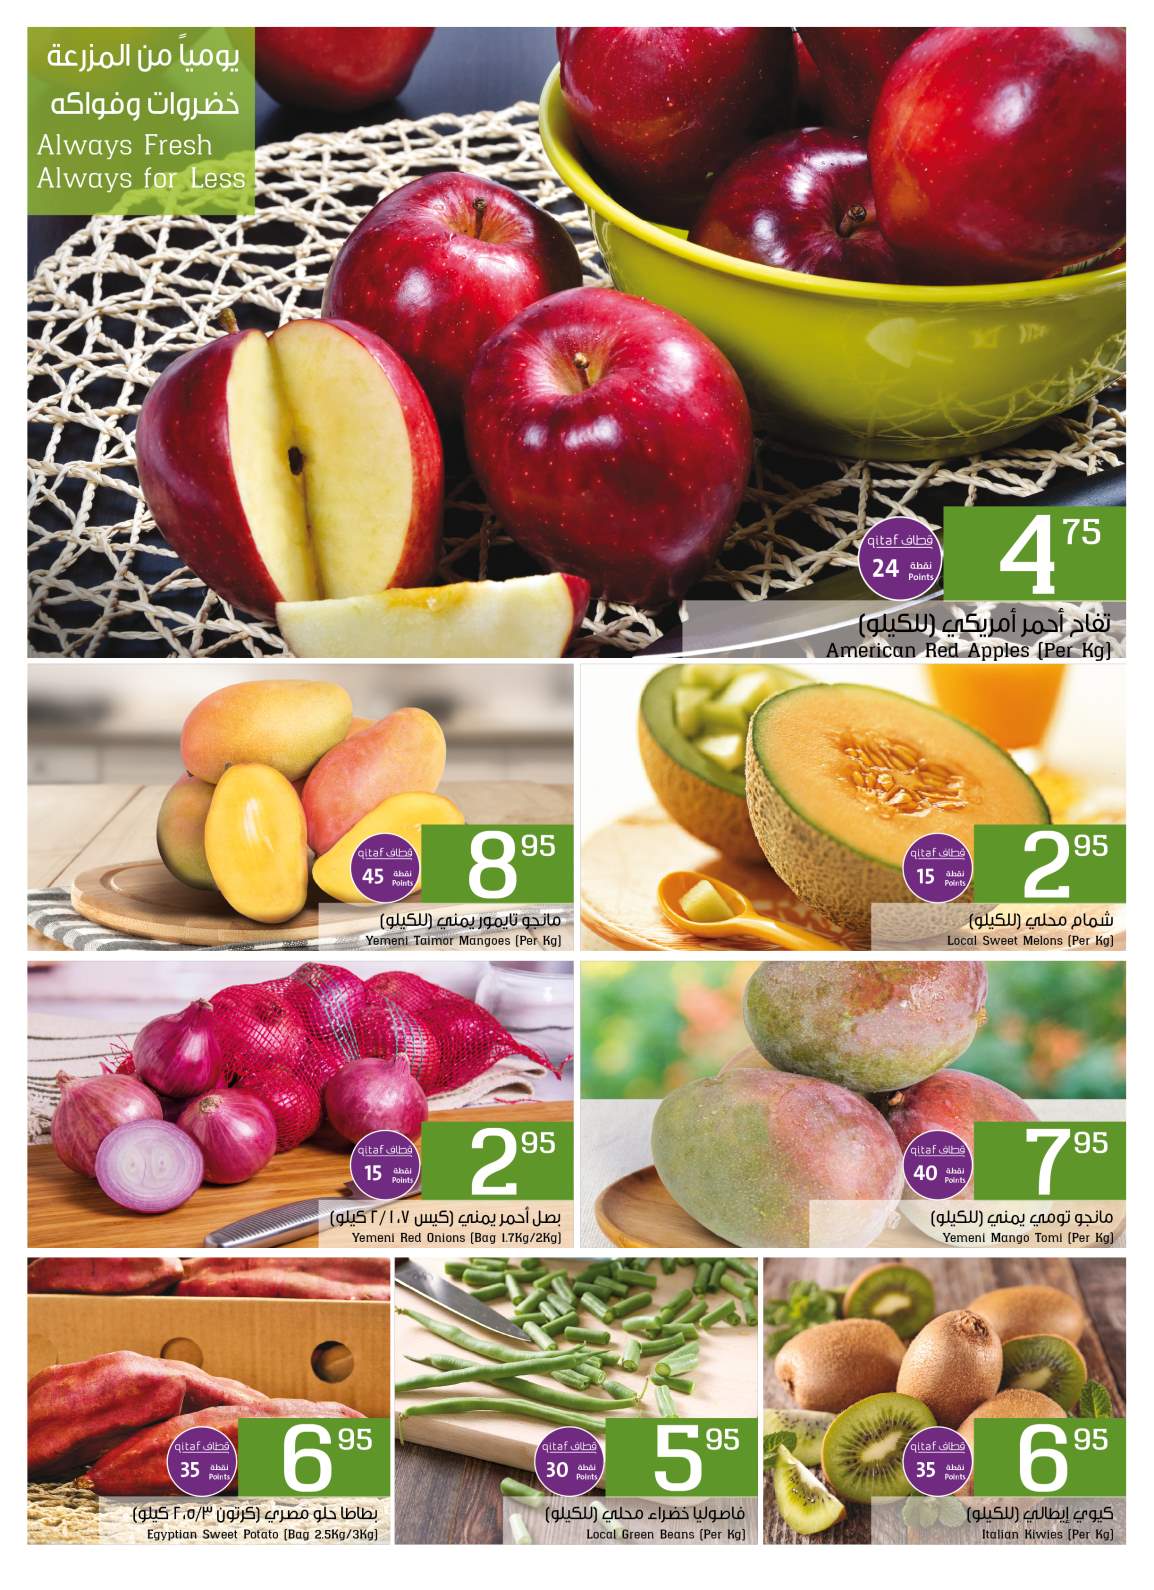 يومياً من المزرعة
خضروات وفواكه
Always Fresh
Always for Less
قطاف
qitaf
24 نقطة Points
4 75
تفاح أحمر أمريكي (للكيلو)
American Red Apples (Per Kg)
قطاف
qitaf
45 نقطة Points
8 95
مانجو تايمور يمني (للكيلو)
Yemeni Taimor Mangoes (Per Kg)
قطاف
qitaf
15 نقطة Points
2 95
شمام محلي (للكيلو)
Local Sweet Melons (Per Kg)
قطاف
qitaf
15 نقطة Points
2 95
بصل أحمر يمني (كيس ١،٧/٢ كيلو)
Yemeni Red Onions (Bag 1.7Kg/2Kg)
قطاف
qitaf
40 نقطة Points
7 95
مانجو تومي يمني (للكيلو)
Yemeni Mango Tomi (Per Kg)
قطاف
qitaf
35 نقطة Points
6 95
بطاطا حلو مصري (كرتون ٢،٥/٣ كيلو)
Egyptian Sweet Potato (Bag 2.5Kg/3Kg)
قطاف
qitaf
30 نقطة Points
5 95
فاصوليا خضراء محلي (للكيلو)
Local Green Beans (Per Kg)
قطاف
qitaf
35 نقطة Points
6 95
كيوي إيطالي (للكيلو)
Italian Kiwies (Per Kg)